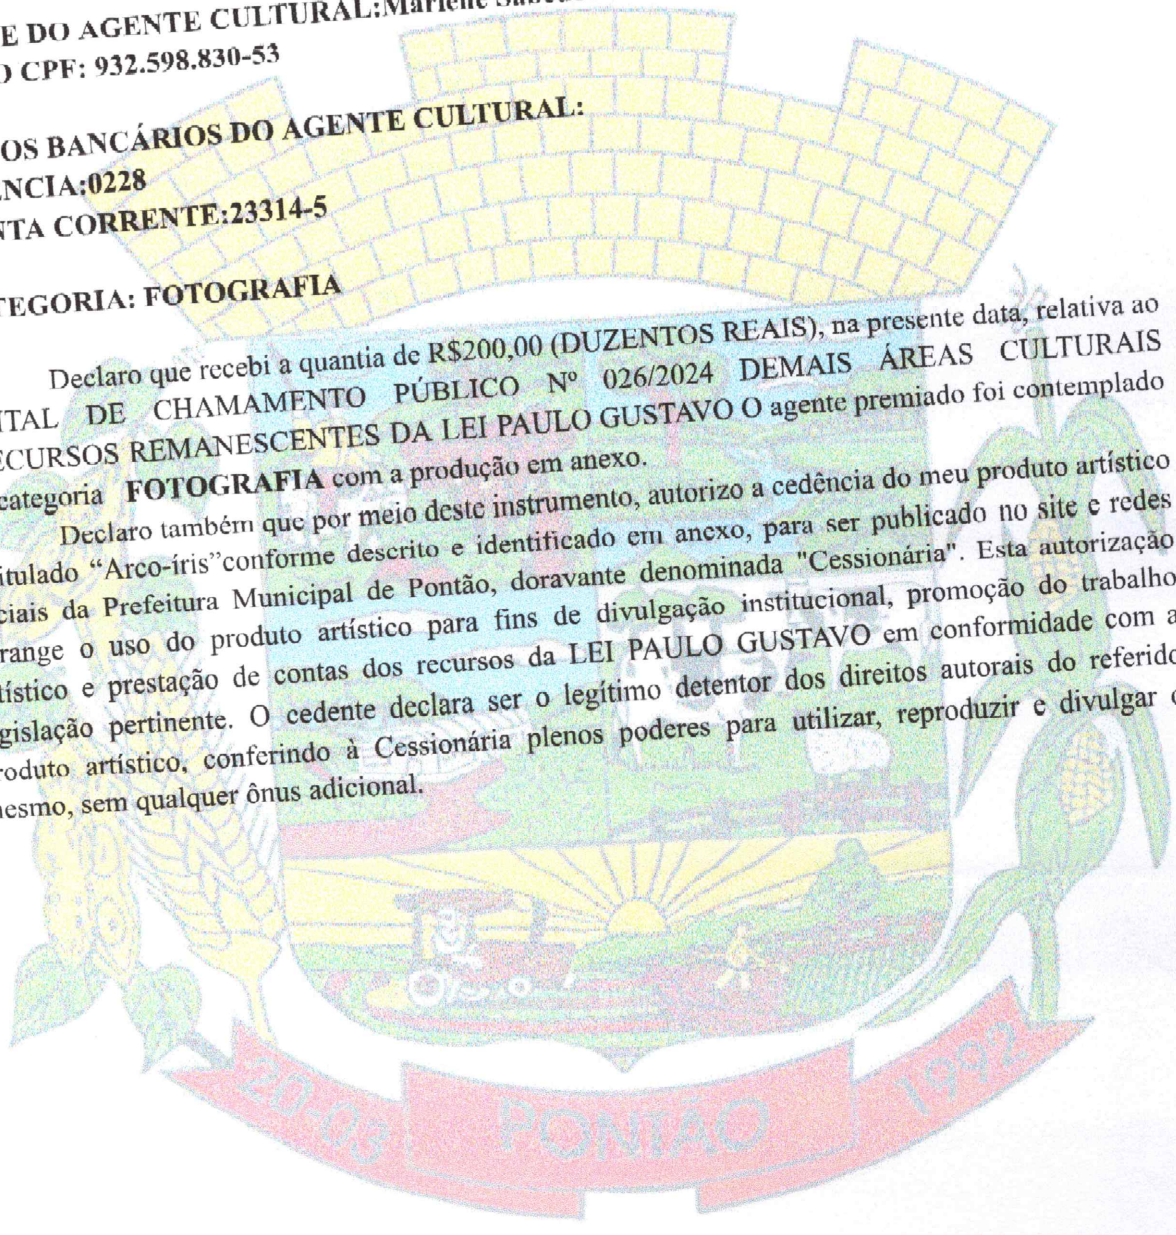 E DO AGENTE CULTURAL:Marlene
O CPF: 932.598.830-53
OS BANCÁRIOS DO AGENTE CULTURAL:
ENCIA:0228
NTA CORRENTE:23314-5
TEGORIA: FOTOGRAFIA
Declaro que recebi a quantia de R$200,00 (DUZENTOS REAIS), na presente data, relativa ao
ITAL DE CHAMAMENTO PÚBLICO Nº 026/2024 DEMAIS ÁREAS CULTURAIS
ECURSOS REMANESCENTES DA LEI PAULO GUSTAVO O agente premiado foi contemplado
categoria FOTOGRAFIA com a produção em anexo.
Declaro também que por meio deste instrumento, autorizo a cedência do meu produto artístico
titulado “Arco-íris”conforme descrito e identificado em anexo, para ser publicado no site e redes
ciais da Prefeitura Municipal de Pontão, doravante denominada "Cessionária". Esta autorização
range o uso do produto artístico para fins de divulgação institucional, promoção do trabalho
tístico e prestação de contas dos recursos da LEI PAULO GUSTAVO em conformidade com a
gislação pertinente. O cedente declara ser o legítimo detentor dos direitos autorais do referido
roduto artístico, conferindo à Cessionária plenos poderes para utilizar, reproduzir e divulgar o
nesmo, sem qualquer ônus adicional.
20-03 PONTÃO 1992